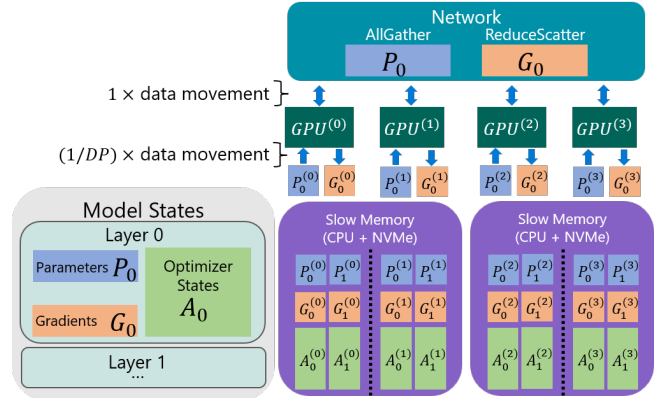 Network
AllGather ReduceScatter
P₀ G₀
1 × data movement
GPU⁽⁰⁾ GPU⁽¹⁾ GPU⁽²⁾ GPU⁽³⁾
(1/DP) × data movement
P₀⁽⁰⁾ G₀⁽⁰⁾ P₀⁽¹⁾ G₀⁽¹⁾ P₀⁽²⁾ G₀⁽²⁾ P₀⁽³⁾ G₀⁽³⁾
Model States
Layer 0
Parameters P₀
Optimizer
States
A₀
Gradients G₀
Layer 1
...
Slow Memory
(CPU + NVMe)
P₀⁽⁰⁾ P₁⁽⁰⁾ P₀⁽¹⁾ P₁⁽¹⁾
G₀⁽⁰⁾ G₁⁽⁰⁾ G₀⁽¹⁾ G₁⁽¹⁾
A₀⁽⁰⁾ A₁⁽⁰⁾ A₀⁽¹⁾ A₁⁽¹⁾
Slow Memory
(CPU + NVMe)
P₀⁽²⁾ P₁⁽²⁾ P₀⁽³⁾ P₁⁽³⁾
G₀⁽²⁾ G₁⁽²⁾ G₀⁽³⁾ G₁⁽³⁾
A₀⁽²⁾ A₁⁽²⁾ A₀⁽³⁾ A₁⁽³⁾